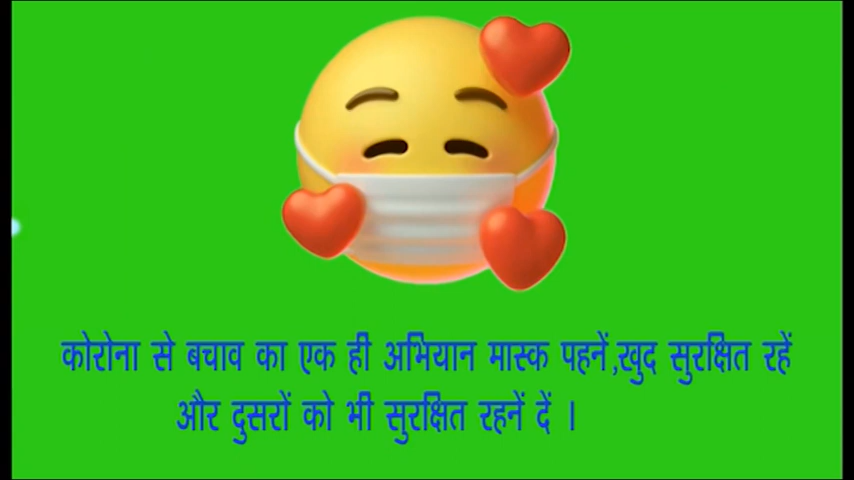 कोरोना से बचाव का एक ही अभियान मास्क पहनें,खुद सुरक्षित रहें
और दुसरों को भी सुरक्षित रहनें दें ।